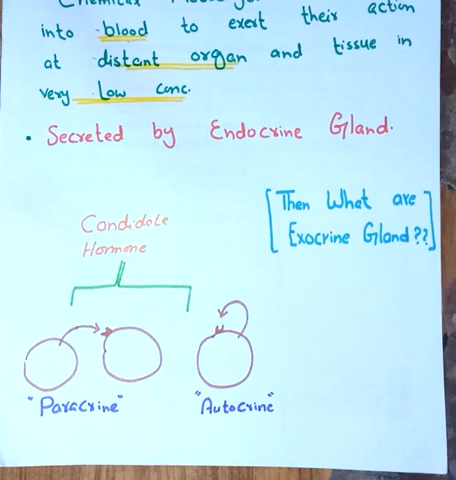 to exert their action
into blood
at distant organ and tissue in
very Low Conc.
• Secreted by Endocrine Gland.
[Then What are
Exocrine Gland??]
Candidate
Hormone
"Paracrine"
"Autocrine"